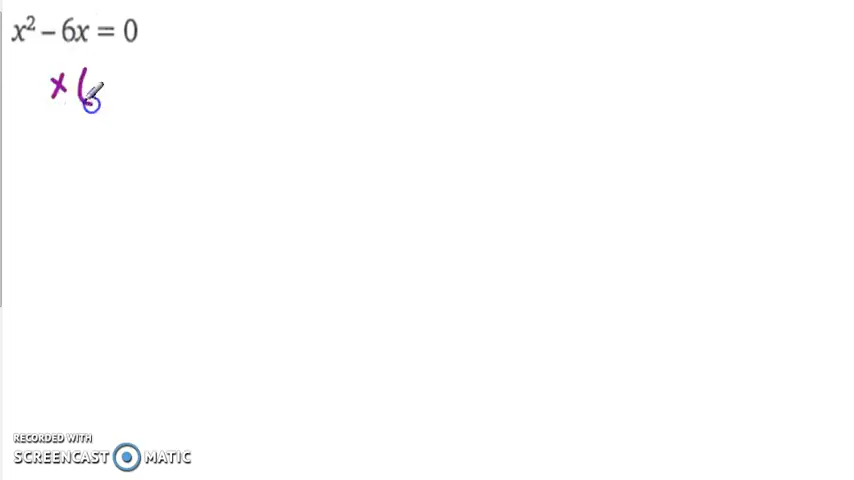 x² – 6x = 0
x (
RECORDED WITH
SCREENCAST MATIC